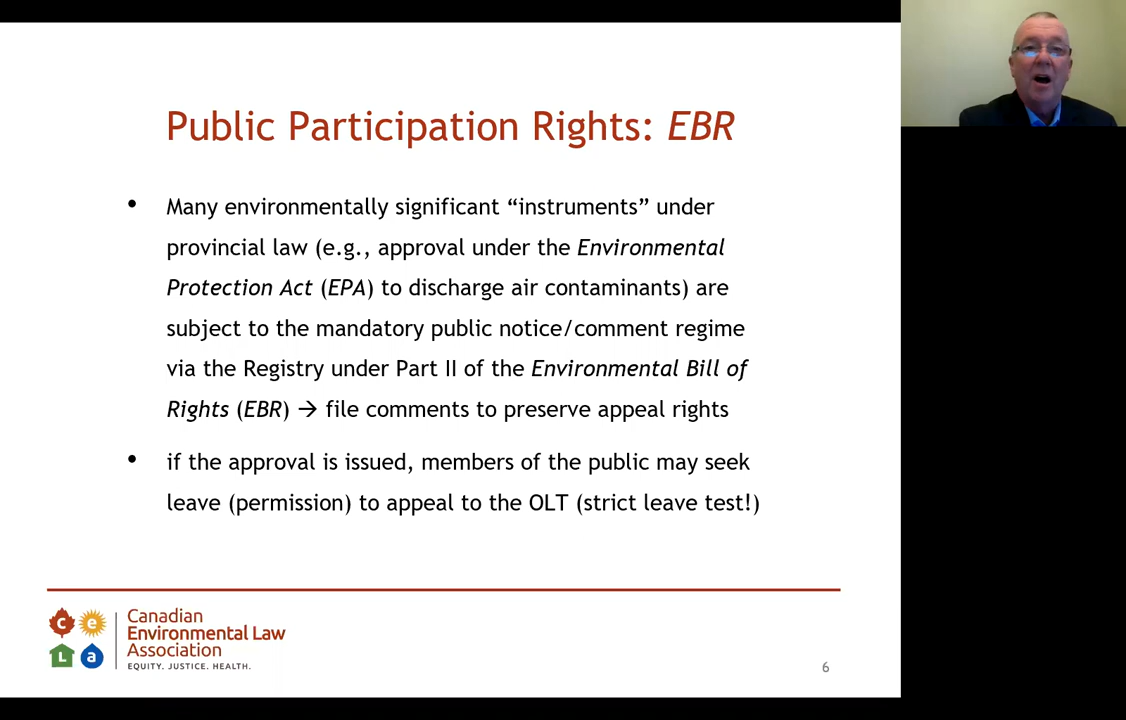 Public Participation Rights: EBR
• Many environmentally significant “instruments” under
provincial law (e.g., approval under the Environmental
Protection Act (EPA) to discharge air contaminants) are
subject to the mandatory public notice/comment regime
via the Registry under Part II of the Environmental Bill of
Rights (EBR) → file comments to preserve appeal rights
• if the approval is issued, members of the public may seek
leave (permission) to appeal to the OLT (strict leave test!)
c e
L a
Canadian
Environmental Law
Association
EQUITY. JUSTICE. HEALTH.
6